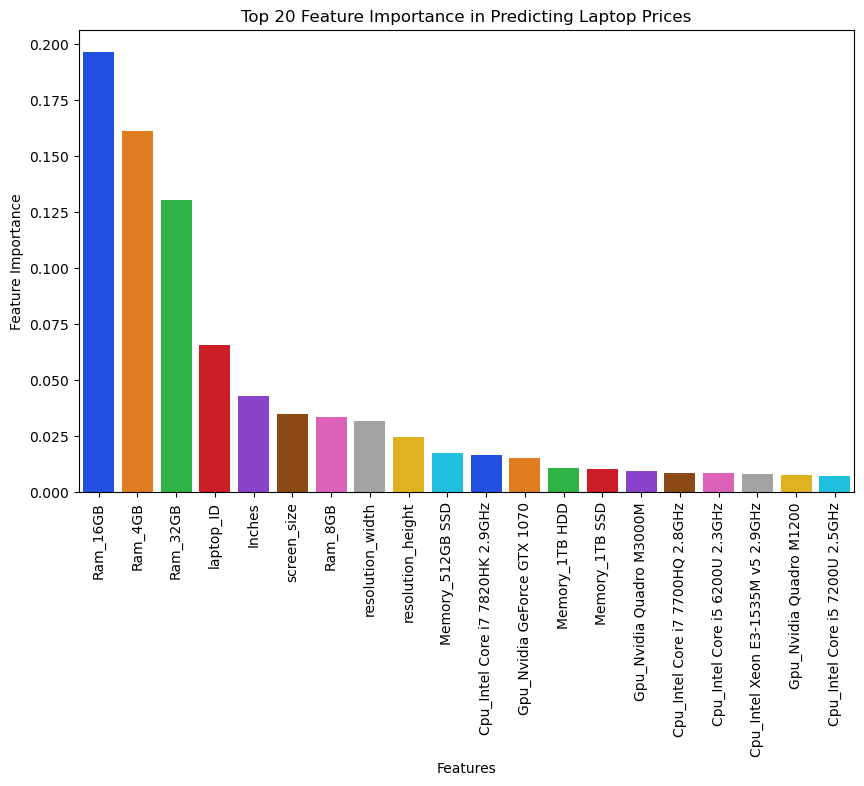 Top 20 Feature Importance in Predicting Laptop Prices
Feature Importance
0.200
0.175
0.150
0.125
0.100
0.075
0.050
0.025
0.000
Ram_16GB
Ram_4GB
Ram_32GB
laptop_ID
Inches
screen_size
Ram_8GB
resolution_width
resolution_height
Memory_512GB SSD
Cpu_Intel Core i7 7820HK 2.9GHz
Gpu_Nvidia GeForce GTX 1070
Memory_1TB HDD
Memory_1TB SSD
Gpu_Nvidia Quadro M3000M
Cpu_Intel Core i7 7700HQ 2.8GHz
Cpu_Intel Core i5 6200U 2.3GHz
Cpu_Intel Xeon E3-1535M v5 2.9GHz
Gpu_Nvidia Quadro M1200
Cpu_Intel Core i5 7200U 2.5GHz
Features